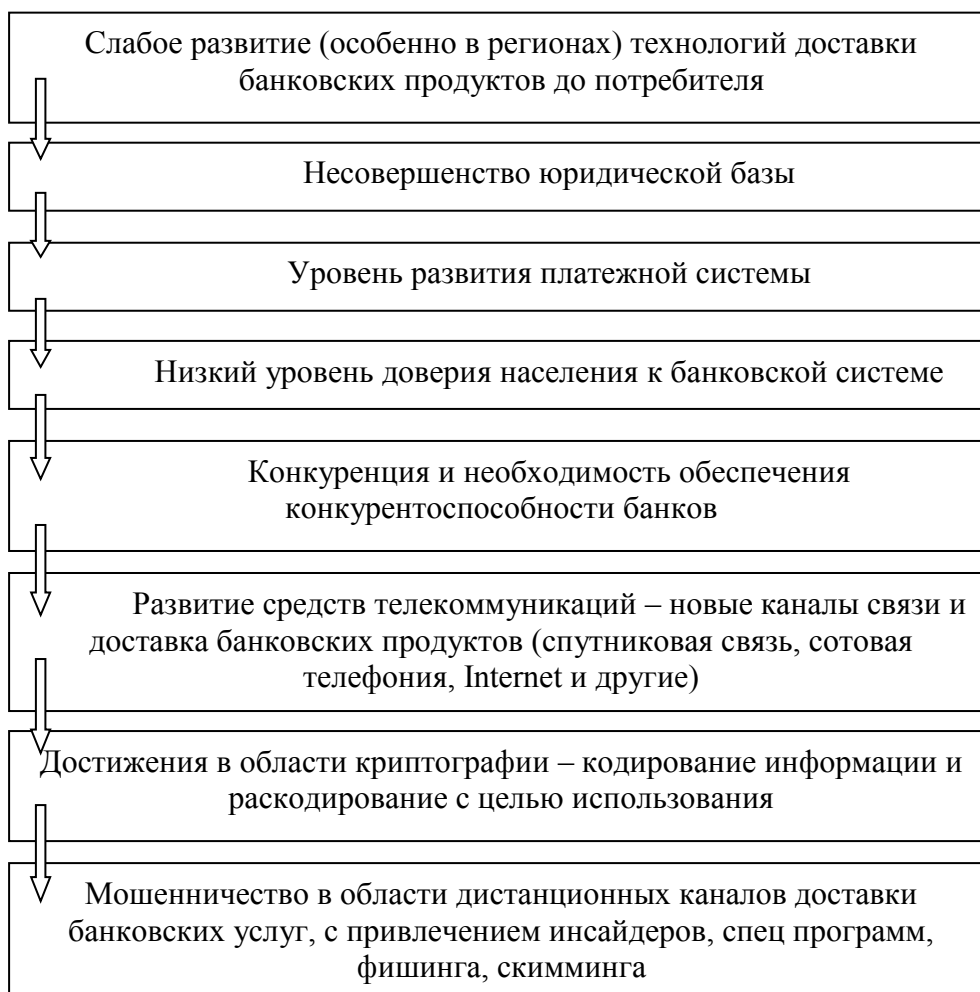 Слабое развитие (особенно в регионах) технологий доставки
банковских продуктов до потребителя
Несовершенство юридической базы
Уровень развития платежной системы
Низкий уровень доверия населения к банковской системе
Конкуренция и необходимость обеспечения
конкурентоспособности банков
Развитие средств телекоммуникаций – новые каналы связи и
доставка банковских продуктов (спутниковая связь, сотовая
телефония, Internet и другие)
Достижения в области криптографии – кодирование информации и
раскодирование с целью использования
Мошенничество в области дистанционных каналов доставки
банковских услуг, с привлечением инсайдеров, спец программ,
фишинга, скимминга